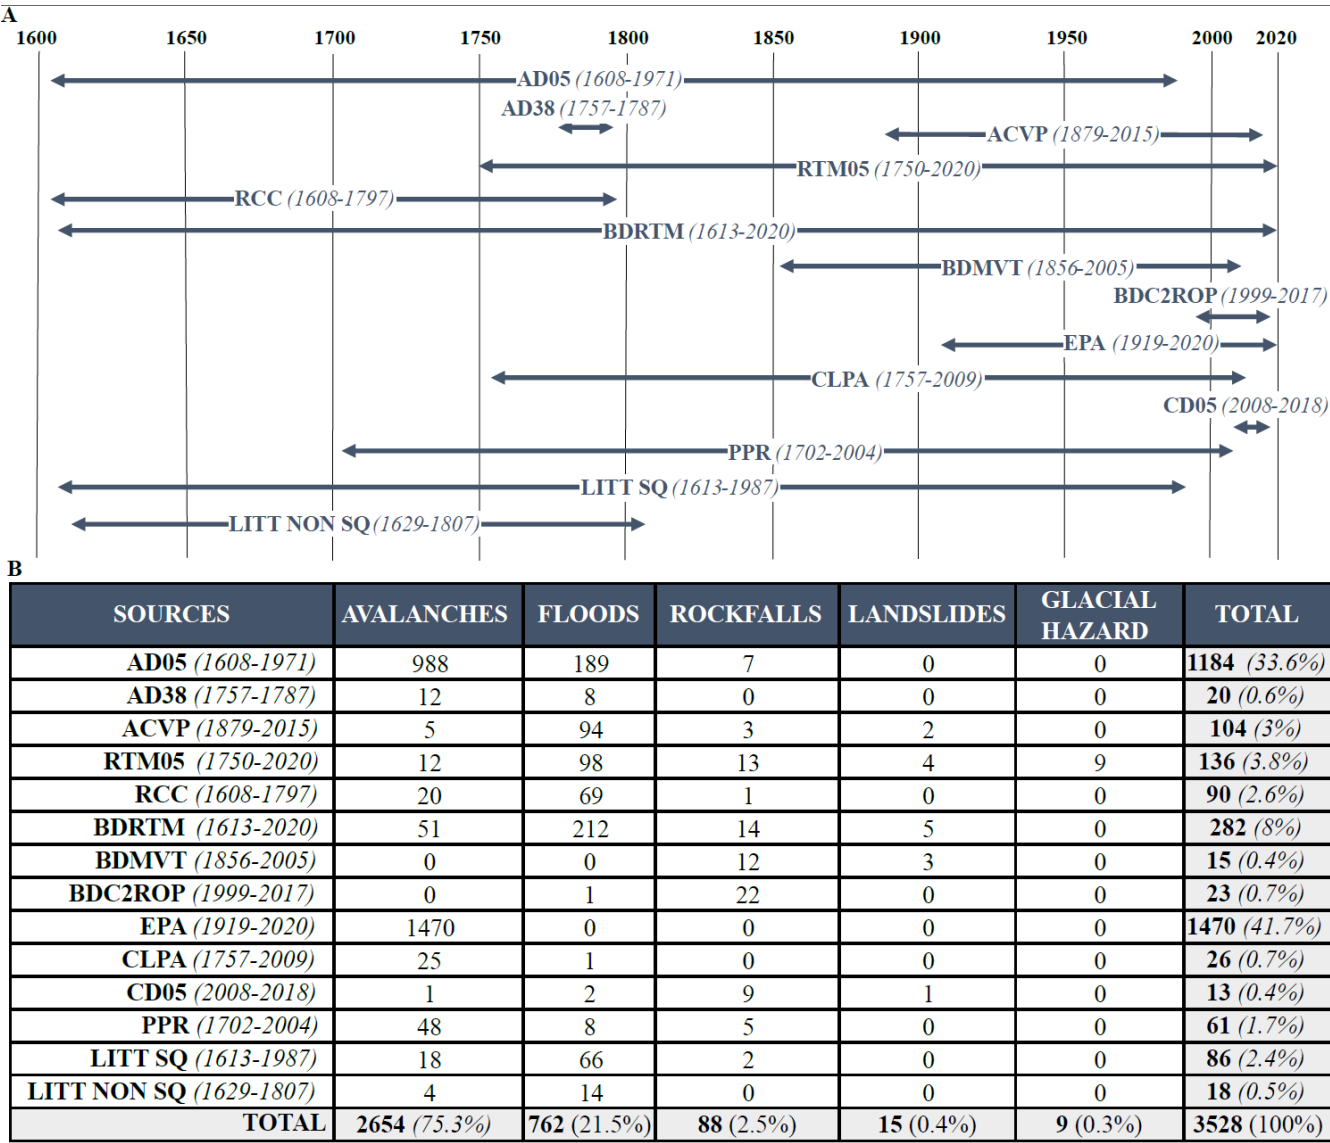 A
1600 1650 1700 1750 1800 1850 1900 1950 2000 2020
AD05 (1608-1971)
AD38 (1757-1787)
ACVP (1879-2015)
RTM05 (1750-2020)
RCC (1608-1797)
BDRTM (1613-2020)
BDMVT (1856-2005)
BDC2ROP (1999-2017)
EPA (1919-2020)
CLPA (1757-2009)
CD05 (2008-2018)
PPR (1702-2004)
LITT SQ (1613-1987)
LITT NON SQ (1629-1807)
B
SOURCES AVALANCHES FLOODS ROCKFALLS LANDSLIDES GLACIAL HAZARD TOTAL
AD05 (1608-1971) 988 189 7 0 0 1184 (33.6%)
AD38 (1757-1787) 12 8 0 0 0 20 (0.6%)
ACVP (1879-2015) 5 94 3 2 0 104 (3%)
RTM05 (1750-2020) 12 98 13 4 9 136 (3.8%)
RCC (1608-1797) 20 69 1 0 0 90 (2.6%)
BDRTM (1613-2020) 51 212 14 5 0 282 (8%)
BDMVT (1856-2005) 0 0 12 3 0 15 (0.4%)
BDC2ROP (1999-2017) 0 1 22 0 0 23 (0.7%)
EPA (1919-2020) 1470 0 0 0 0 1470 (41.7%)
CLPA (1757-2009) 25 1 0 0 0 26 (0.7%)
CD05 (2008-2018) 1 2 9 1 0 13 (0.4%)
PPR (1702-2004) 48 8 5 0 0 61 (1.7%)
LITT SQ (1613-1987) 18 66 2 0 0 86 (2.4%)
LITT NON SQ (1629-1807) 4 14 0 0 0 18 (0.5%)
TOTAL 2654 (75.3%) 762 (21.5%) 88 (2.5%) 15 (0.4%) 9 (0.3%) 3528 (100%)